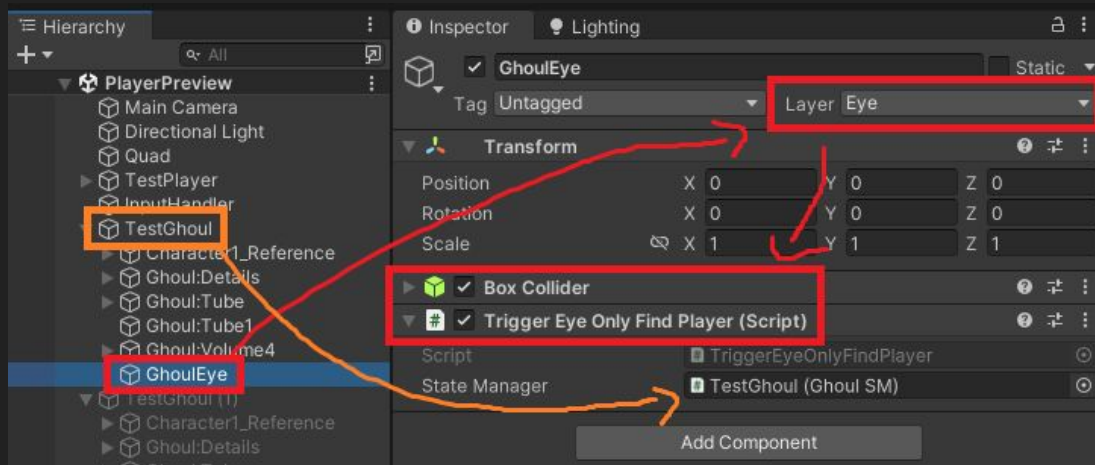 Hierarchy
All
PlayerPreview
Main Camera
Directional Light
Quad
TestPlayer
InputHandler
TestGhoul
Character1_Reference
Ghoul:Details
Ghoul:Tube
Ghoul:Tube1
Ghoul:Volume4
GhoulEye
TestGhoul (1)
Character1_Reference
Ghoul:Details
Inspector
Lighting
GhoulEye
Static
Tag Untagged
Layer Eye
Transform
Position X 0 Y 0 Z 0
Rotation X 0 Y 0 Z 0
Scale X 1 Y 1 Z 1
Box Collider
# Trigger Eye Only Find Player (Script)
Script TriggerEyeOnlyFindPlayer
State Manager TestGhoul (Ghoul SM)
Add Component